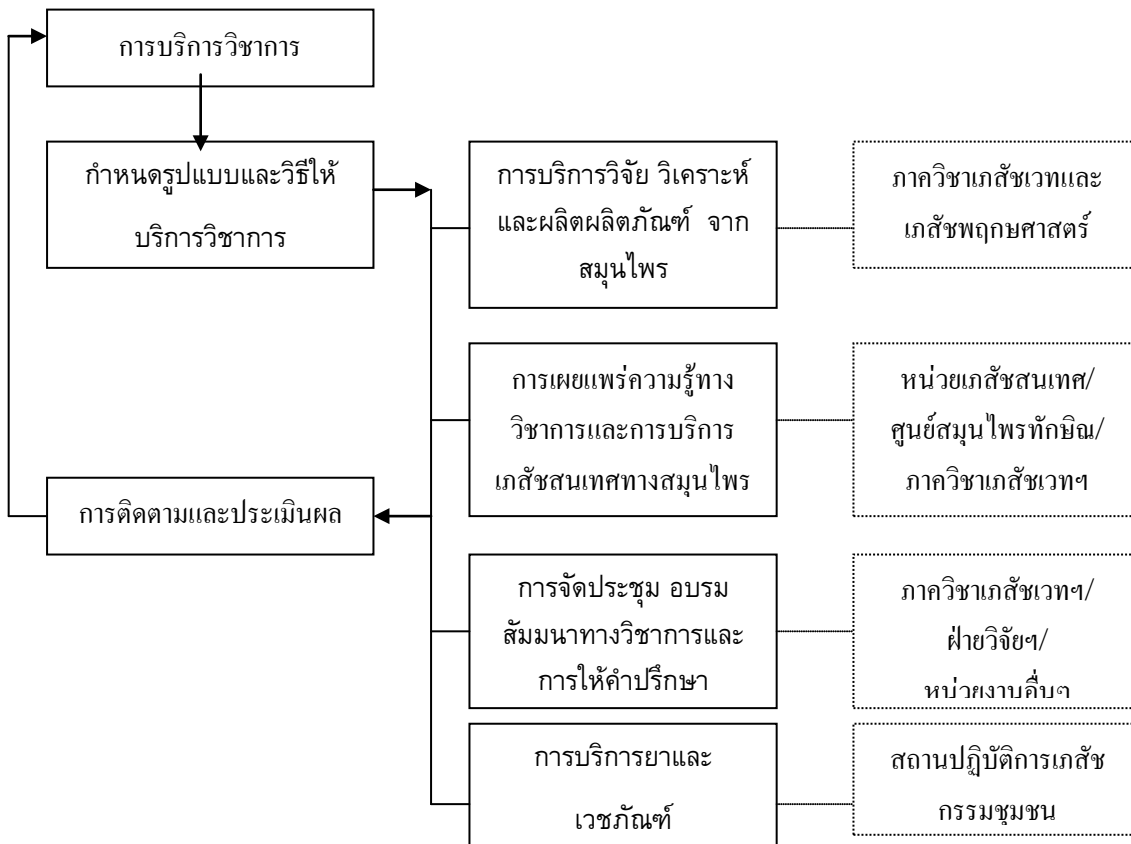 การบริการวิชาการ
กำหนดรูปแบบและวิธีให้
บริการวิชาการ
การบริการวิจัย วิเคราะห์
และผลิตผลิตภัณฑ์ จาก
สมุนไพร
ภาควิชาเภสัชเวทและ
เภสัชพฤกษศาสตร์
การเผยแพร่ความรู้ทาง
วิชาการและการบริการ
เภสัชสนเทศทางสมุนไพร
หน่วยเภสัชสนเทศ/
ศูนย์สมุนไพรทักษิณ/
ภาควิชาเภสัชเวทฯ
การติดตามและประเมินผล
การจัดประชุม อบรม
สัมมนาทางวิชาการและ
การให้คำปรึกษา
ภาควิชาเภสัชเวทฯ/
ฝ่ายวิจัยฯ/
หน่วยงานอื่นๆ
การบริการยาและ
เวชภัณฑ์
สถานปฏิบัติการเภสัช
กรรมชุมชน